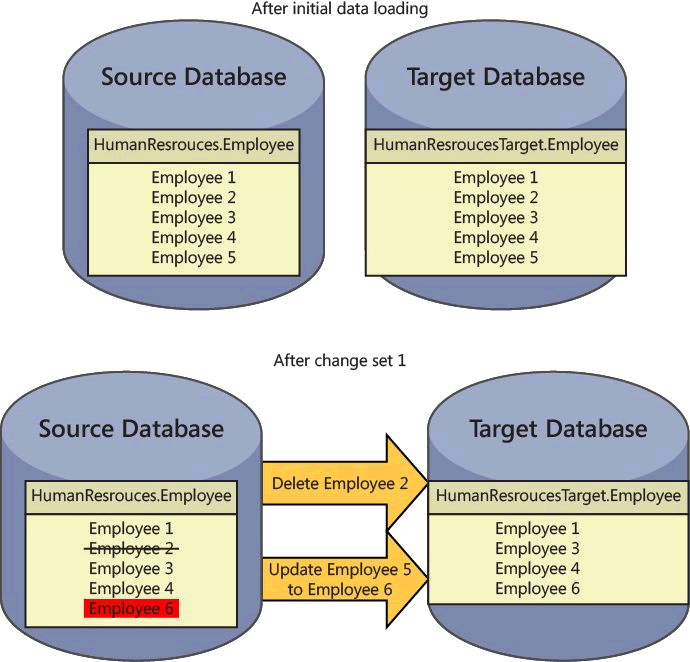 After initial data loading
Source Database
HumanResrouces.Employee
Employee 1
Employee 2
Employee 3
Employee 4
Employee 5
Target Database
HumanResroucesTarget.Employee
Employee 1
Employee 2
Employee 3
Employee 4
Employee 5
After change set 1
Source Database
HumanResrouces.Employee
Employee 1
Employee 2
Employee 3
Employee 4
Employee 6
Delete Employee 2
Update Employee 5
to Employee 6
Target Database
HumanResroucesTarget.Employee
Employee 1
Employee 3
Employee 4
Employee 6